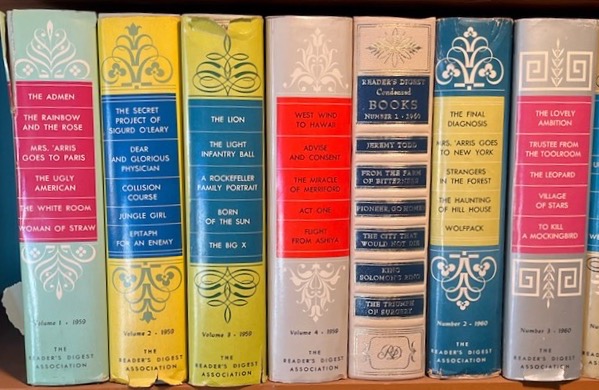 THE ADMEN
THE RAINBOW
AND THE ROSE
MRS. 'ARRIS
GOES TO PARIS
THE UGLY
AMERICAN
THE WHITE ROOM
WOMAN OF STRAW
Volume 1 • 1959
THE
READER'S DIGEST
ASSOCIATION
THE SECRET
PROJECT OF
SIGURD O'LEARY
DEAR
AND GLORIOUS
PHYSICIAN
COLLISION
COURSE
JUNGLE GIRL
EPITAPH
FOR AN ENEMY
Volume 2 • 1959
THE
READER'S DIGEST
ASSOCIATION
THE LION
THE LIGHT
INFANTRY BALL
A ROCKEFELLER
FAMILY PORTRAIT
BORN
OF THE SUN
THE BIG X
Volume 3 • 1959
THE
READER'S DIGEST
ASSOCIATION
WEST WIND
TO HAWAII
ADVISE
AND CONSENT
THE MIRACLE
OF MERRIFORD
ACT ONE
FLIGHT
FROM ASHIYA
Volume 4 • 1959
THE
READER'S DIGEST
ASSOCIATION
READER'S DIGEST
Condensed
BOOKS
NUMBER 1 • 1960
JEREMY TODD
FROM THE FARM
OF BITTERNESS
PIONEER, GO HOME!
THE CITY THAT
WOULD NOT DIE
KING
SOLOMON'S RING
THE TRIUMPH
OF SURGERY
RD
THE FINAL
DIAGNOSIS
MRS. 'ARRIS GOES
TO NEW YORK
STRANGERS
IN THE FOREST
THE HAUNTING
OF HILL HOUSE
WOLFPACK
Number 2 • 1960
THE
READER'S DIGEST
ASSOCIATION
THE LOVELY
AMBITION
TRUSTEE FROM
THE TOOLROOM
THE LEOPARD
VILLAGE
OF STARS
TO KILL
A MOCKINGBIRD
Number 3 • 1960
THE
READER'S DIGEST
ASSOCIATION